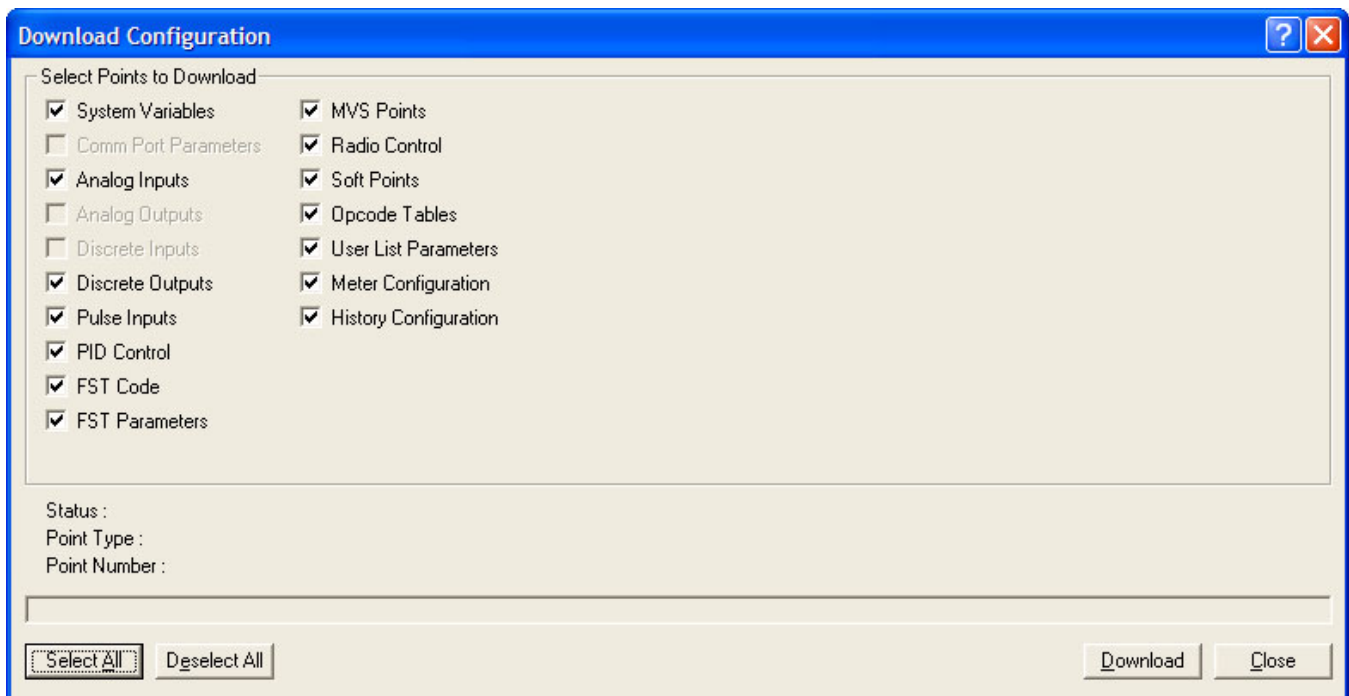 Download Configuration
Select Points to Download
System Variables
Comm Port Parameters
Analog Inputs
Analog Outputs
Discrete Inputs
Discrete Outputs
Pulse Inputs
PID Control
FST Code
FST Parameters
MVS Points
Radio Control
Soft Points
Opcode Tables
User List Parameters
Meter Configuration
History Configuration
Status :
Point Type :
Point Number :
Select All
Deselect All
Download
Close